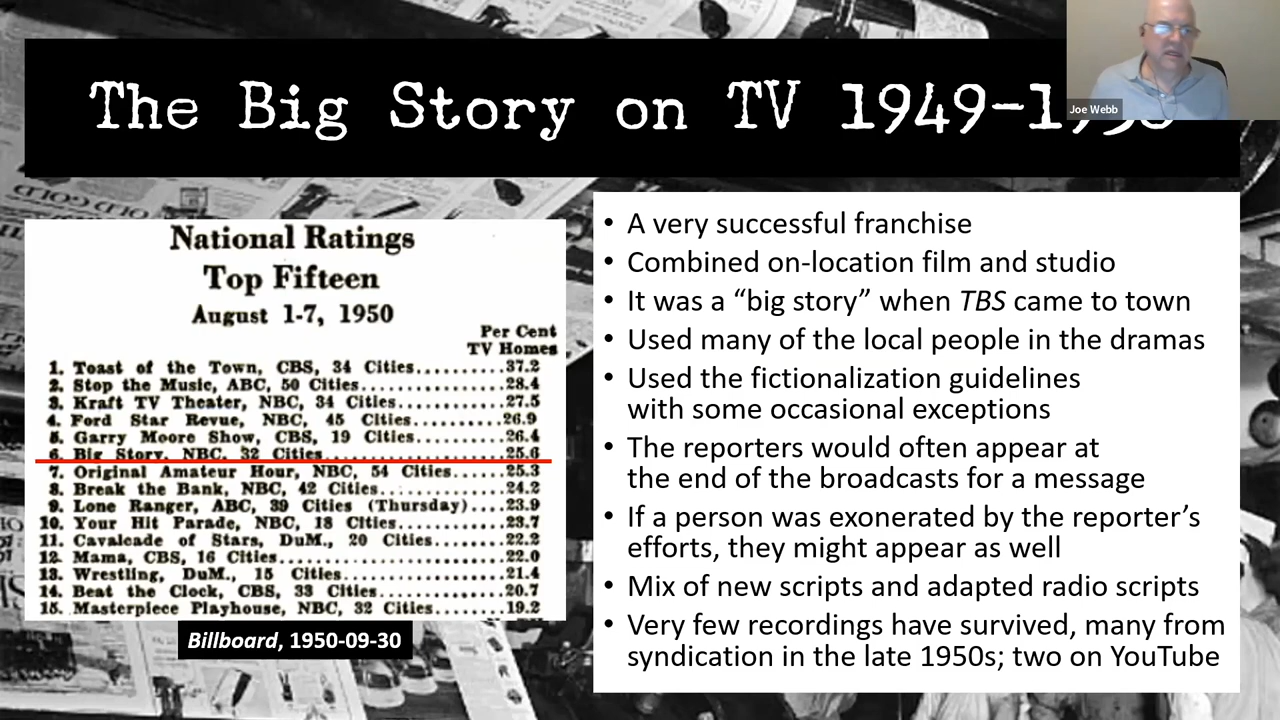 The Big Story on TV 1949-1958
Joe Webb
National Ratings
Top Fifteen
August 1-7, 1950
Per Cent
TV Homes
1. Toast of the Town, CBS, 34 Cities..........37.2
2. Stop the Music, ABC, 50 Cities..............28.4
3. Kraft TV Theater, NBC, 34 Cities............27.5
4. Ford Star Revue, NBC, 45 Cities............26.9
5. Garry Moore Show, CBS, 19 Cities..........26.4
6. Big Story, NBC, 32 Cities....................25.6
7. Original Amateur Hour, NBC, 54 Cities......25.3
8. Break the Bank, NBC, 42 Cities..............24.2
9. Lone Ranger, ABC, 39 Cities (Thursday)....23.9
10. Your Hit Parade, NBC, 18 Cities............23.7
11. Cavalcade of Stars, DuM., 20 Cities........22.2
12. Mama, CBS, 16 Cities........................22.0
13. Wrestling, DuM., 15 Cities..................21.4
14. Beat the Clock, CBS, 33 Cities..............20.7
15. Masterpiece Playhouse, NBC, 32 Cities......19.2
Billboard, 1950-09-30
• A very successful franchise
• Combined on-location film and studio
• It was a “big story” when TBS came to town
• Used many of the local people in the dramas
• Used the fictionalization guidelines
with some occasional exceptions
• The reporters would often appear at
the end of the broadcasts for a message
• If a person was exonerated by the reporter’s
efforts, they might appear as well
• Mix of new scripts and adapted radio scripts
• Very few recordings have survived, many from
syndication in the late 1950s; two on YouTube
OLD GOLD